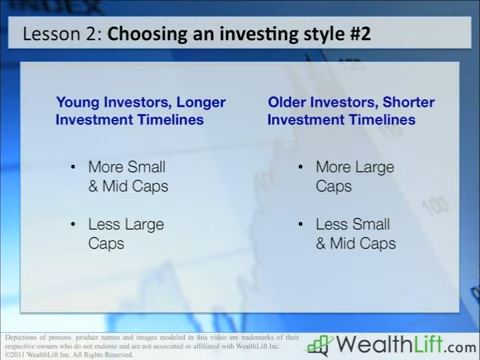 INDEX
Lesson 2: Choosing an investing style #2
Young Investors, Longer
Investment Timelines
• More Small
& Mid Caps
• Less Large
Caps
Older Investors, Shorter
Investment Timelines
• More Large
Caps
• Less Small
& Mid Caps
100
Depictions of persons. product names and images modeled in this video are trademarks of their
respective owners who do not endorse and are not associated or affiliated with WealthLift Inc.
©2011 WealthLift Inc. All Rights Reserved.
WealthLift.com